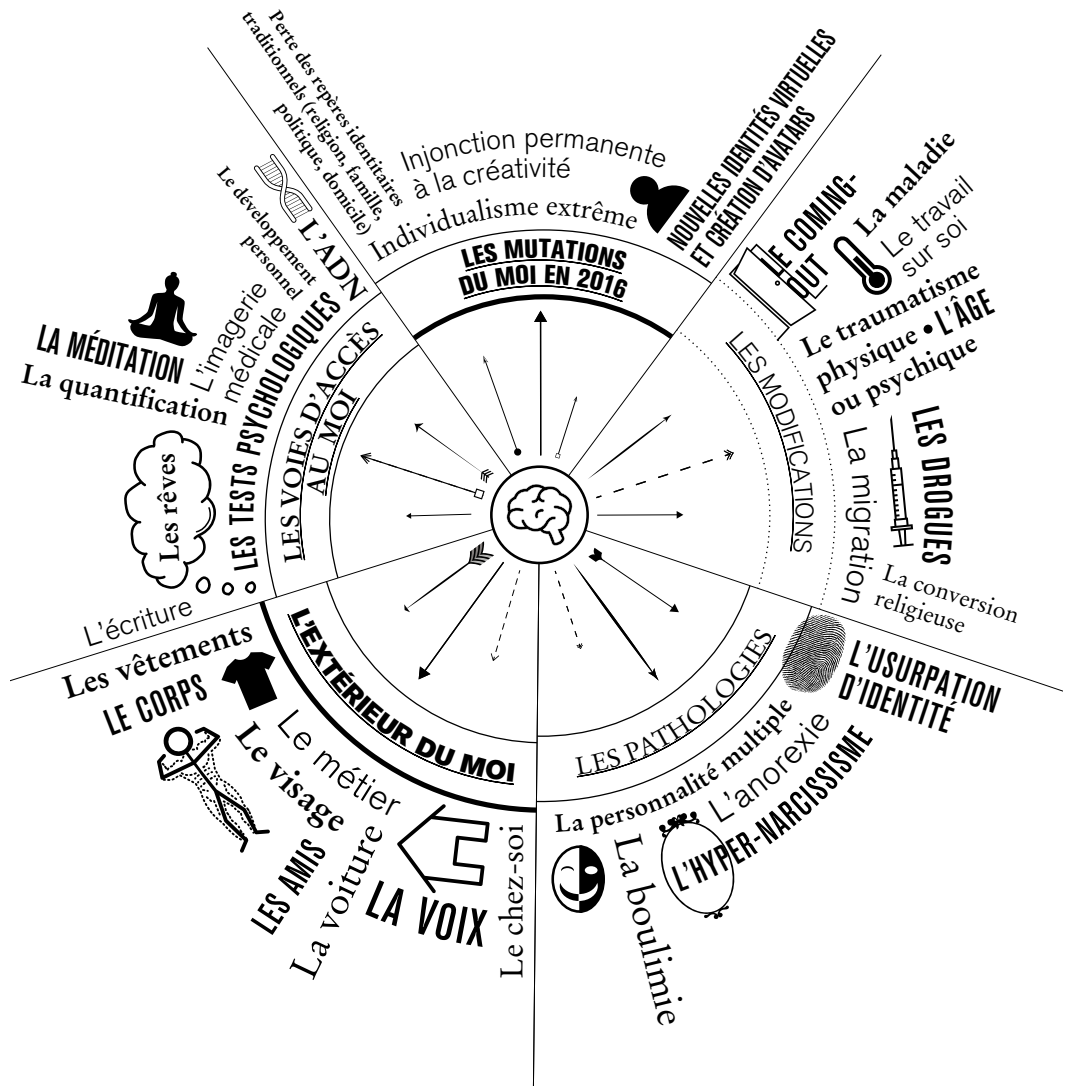 LES MUTATIONS
DU MOI EN 2016
Perte des repères identitaires
traditionnels (religion, famille,
politique, domicile)
Injonction permanente
à la créativité
Individualisme extrême
NOUVELLES IDENTITÉS VIRTUELLES
ET CRÉATION D'AVATARS
LES MODIFICATIONS
LE COMING-
OUT
La maladie
Le travail
sur soi
Le traumatisme
physique • L'ÂGE
ou psychique
LES DROGUES
La migration
La conversion
religieuse
LES PATHOLOGIES
L'USURPATION
D'IDENTITÉ
La personnalité multiple
L'anorexie
L'HYPER-NARCISSISME
La boulimie
L'EXTÉRIEUR DU MOI
Les vêtements
LE CORPS
Le métier
Le visage
LES AMIS
La voiture
LA VOIX
Le chez-soi
LES VOIES D'ACCÈS
AU MOI
L'ADN
Le développement
personnel
L'imagerie
médicale
LA MÉDITATION
La quantification
LES TESTS PSYCHOLOGIQUES
Les rêves
L'écriture